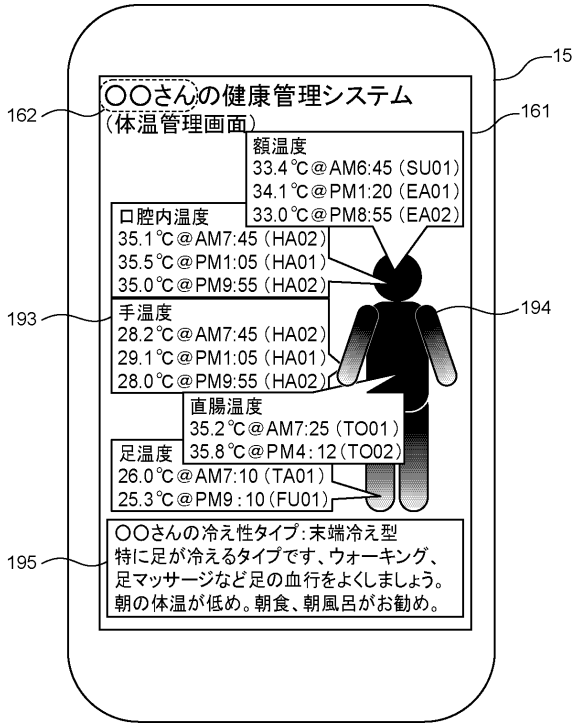 15
162
〇〇さんの健康管理システム
161
(体温管理画面)
額温度
33.4℃@AM6:45 (SU01)
34.1℃@PM1:20 (EA01)
33.0℃@PM8:55 (EA02)
口腔内温度
35.1℃@AM7:45 (HA02)
35.5℃@PM1:05 (HA01)
35.0℃@PM9:55 (HA02)
193
194
手温度
28.2℃@AM7:45 (HA02)
29.1℃@PM1:05 (HA01)
28.0℃@PM9:55 (HA02)
直腸温度
35.2℃@AM7:25 (TO01)
35.8℃@PM4:12 (TO02)
足温度
26.0℃@AM7:10 (TA01)
25.3℃@PM9:10 (FU01)
195
〇〇さんの冷え性タイプ:末端冷え型
特に足が冷えるタイプです、ウォーキング、
足マッサージなど足の血行をよくしましょう。
朝の体温が低め。朝食、朝風呂がお勧め。